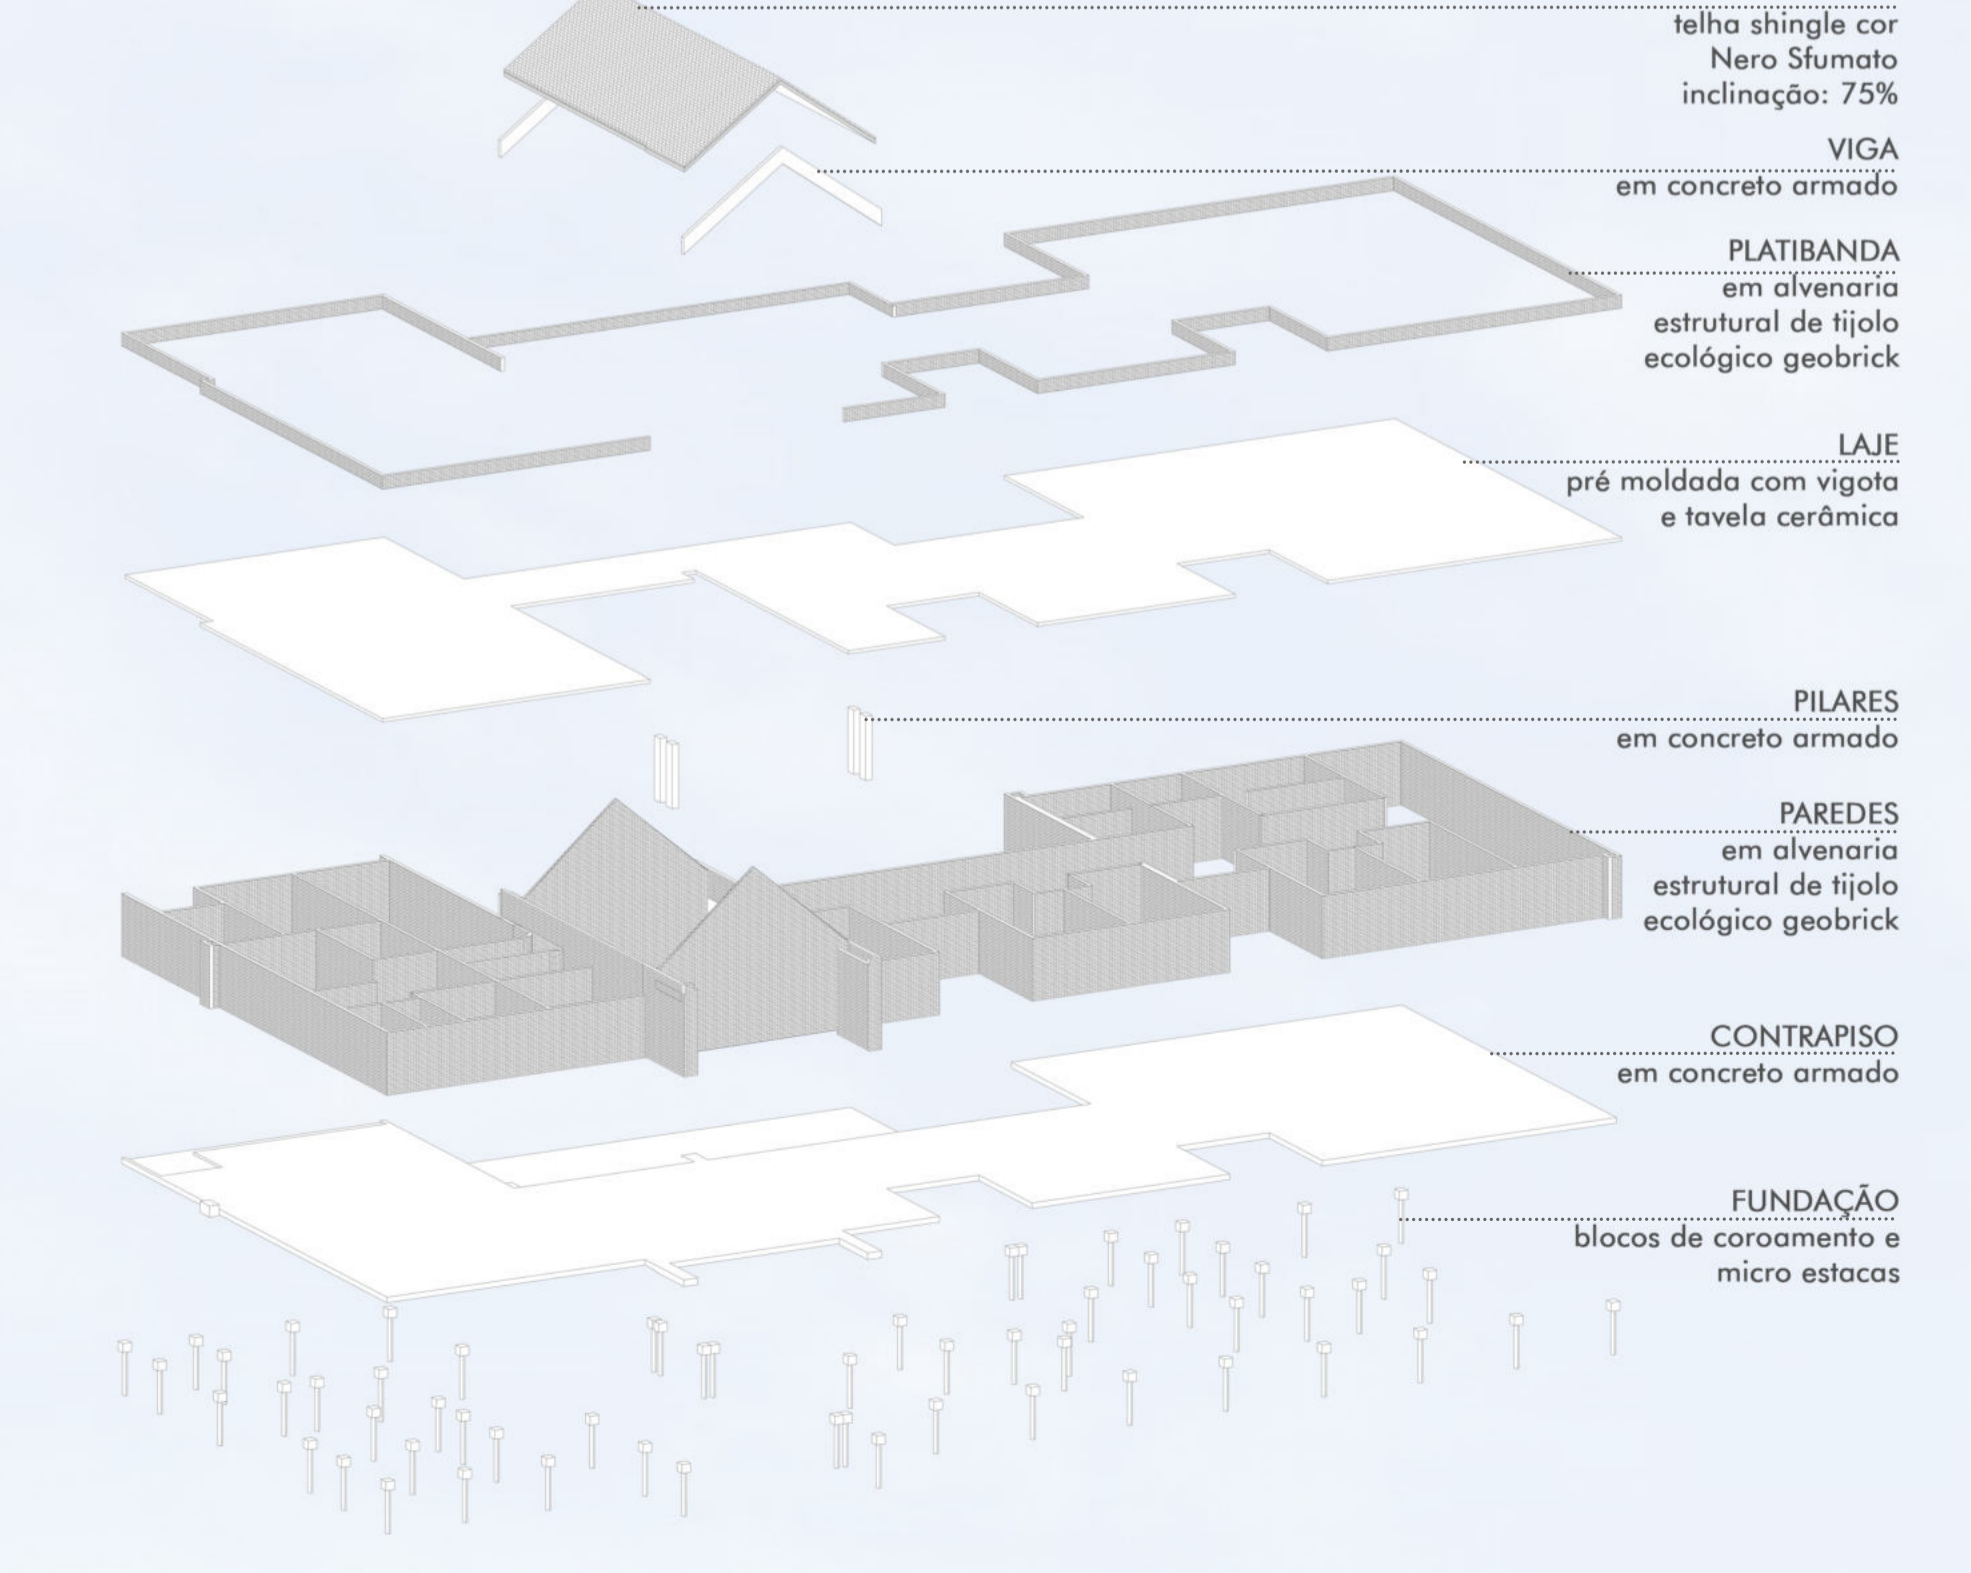 telha shingle cor
Nero Sfumato
inclinação: 75%
VIGA
em concreto armado
PLATIBANDA
em alvenaria
estrutural de tijolo
ecológico geobrick
LAJE
pré moldada com vigota
e tavela cerâmica
PILARES
em concreto armado
PAREDES
em alvenaria
estrutural de tijolo
ecológico geobrick
CONTRAPISO
em concreto armado
FUNDAÇÃO
blocos de coroamento e
micro estacas